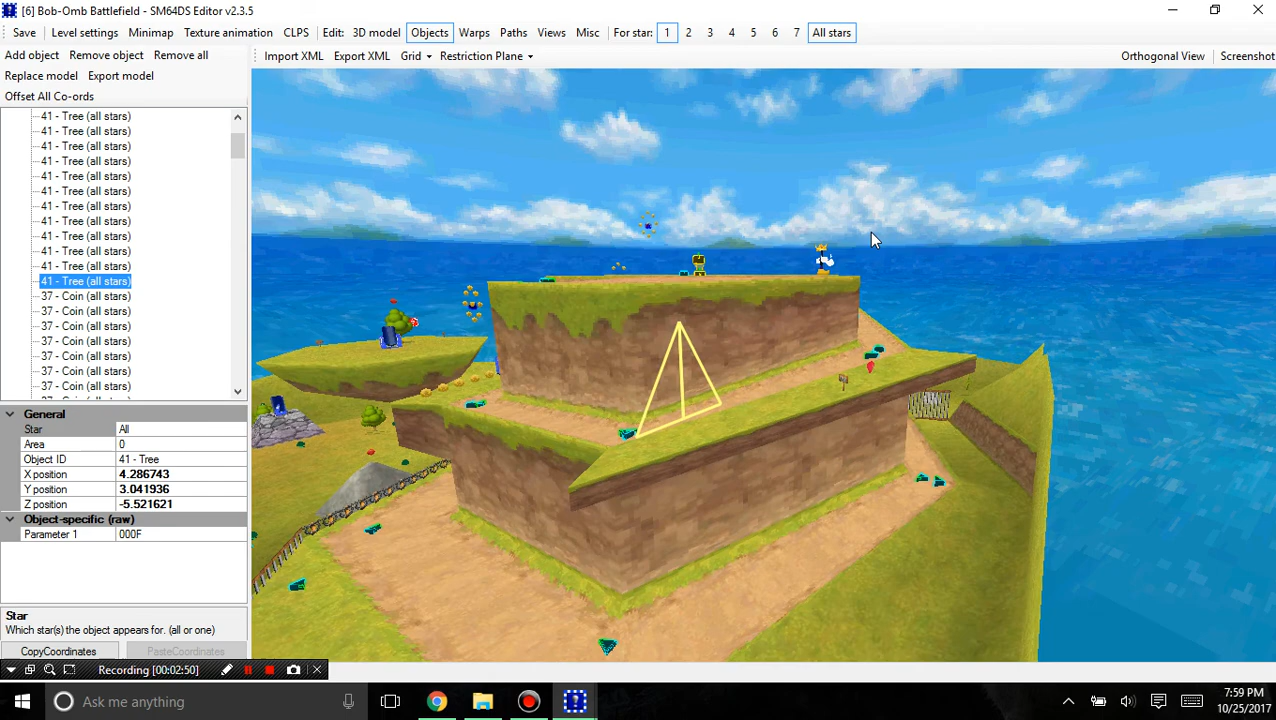 [6] Bob-Omb Battlefield - SM64DS Editor v2.3.5
Save Level settings Minimap Texture animation CLPS Edit: 3D model Objects Warps Paths Views Misc For star: 1 2 3 4 5 6 7 All stars
Add object Remove object Remove all Import XML Export XML Grid Restriction Plane Orthogonal View Screenshot
Replace model Export model
Offset All Co-ords
41 - Tree (all stars)
41 - Tree (all stars)
41 - Tree (all stars)
41 - Tree (all stars)
41 - Tree (all stars)
41 - Tree (all stars)
41 - Tree (all stars)
41 - Tree (all stars)
41 - Tree (all stars)
41 - Tree (all stars)
41 - Tree (all stars)
41 - Tree (all stars)
37 - Coin (all stars)
37 - Coin (all stars)
37 - Coin (all stars)
37 - Coin (all stars)
37 - Coin (all stars)
37 - Coin (all stars)
37 - Coin (all stars)
37 - Coin (all stars)
General
Star All
Area 0
Object ID 41 - Tree
X position 4.286743
Y position 3.041936
Z position -5.521621
Object-specific (raw)
Parameter 1 000F
Star
Which star(s) the object appears for. (all or one)
CopyCoordinates PasteCoordinates
Recording [00:02:50]
Ask me anything
7:59 PM
10/25/2017